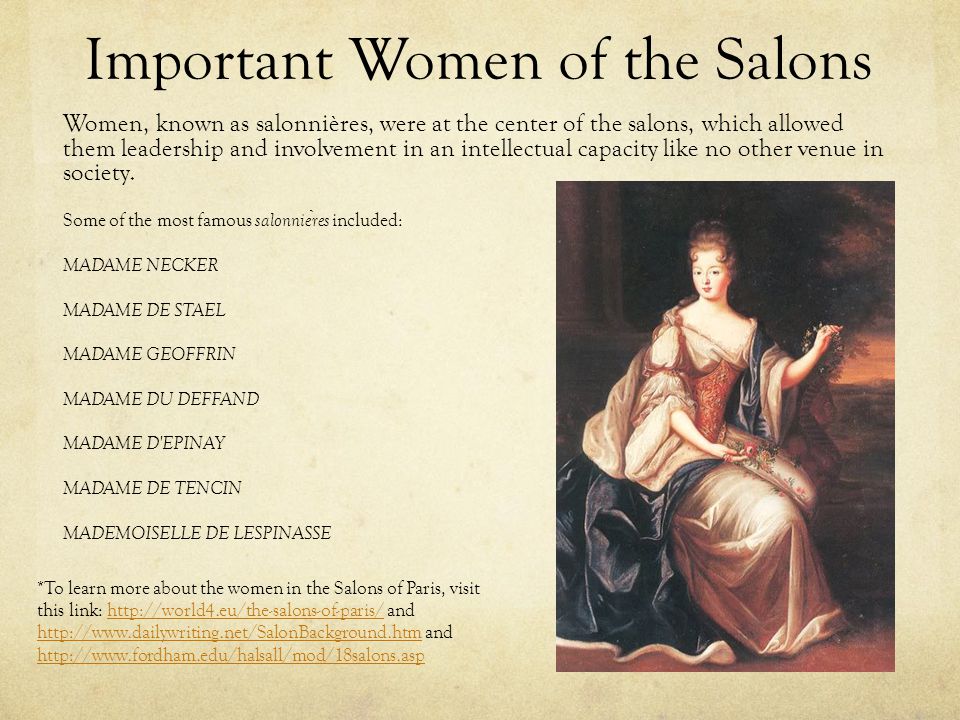 Important Women of the Salons
Women, known as salonnières, were at the center of the salons, which allowed
them leadership and involvement in an intellectual capacity like no other venue in
society.
Some of the most famous salonnières included:
MADAME NECKER
MADAME DE STAEL
MADAME GEOFFRIN
MADAME DU DEFFAND
MADAME D'EPINAY
MADAME DE TENCIN
MADEMOISELLE DE LESPINASSE
*To learn more about the women in the Salons of Paris, visit
this link: http://world4.eu/the-salons-of-paris/ and
http://www.dailywriting.net/SalonBackground.htm and
http://www.fordham.edu/halsall/mod/18salons.asp